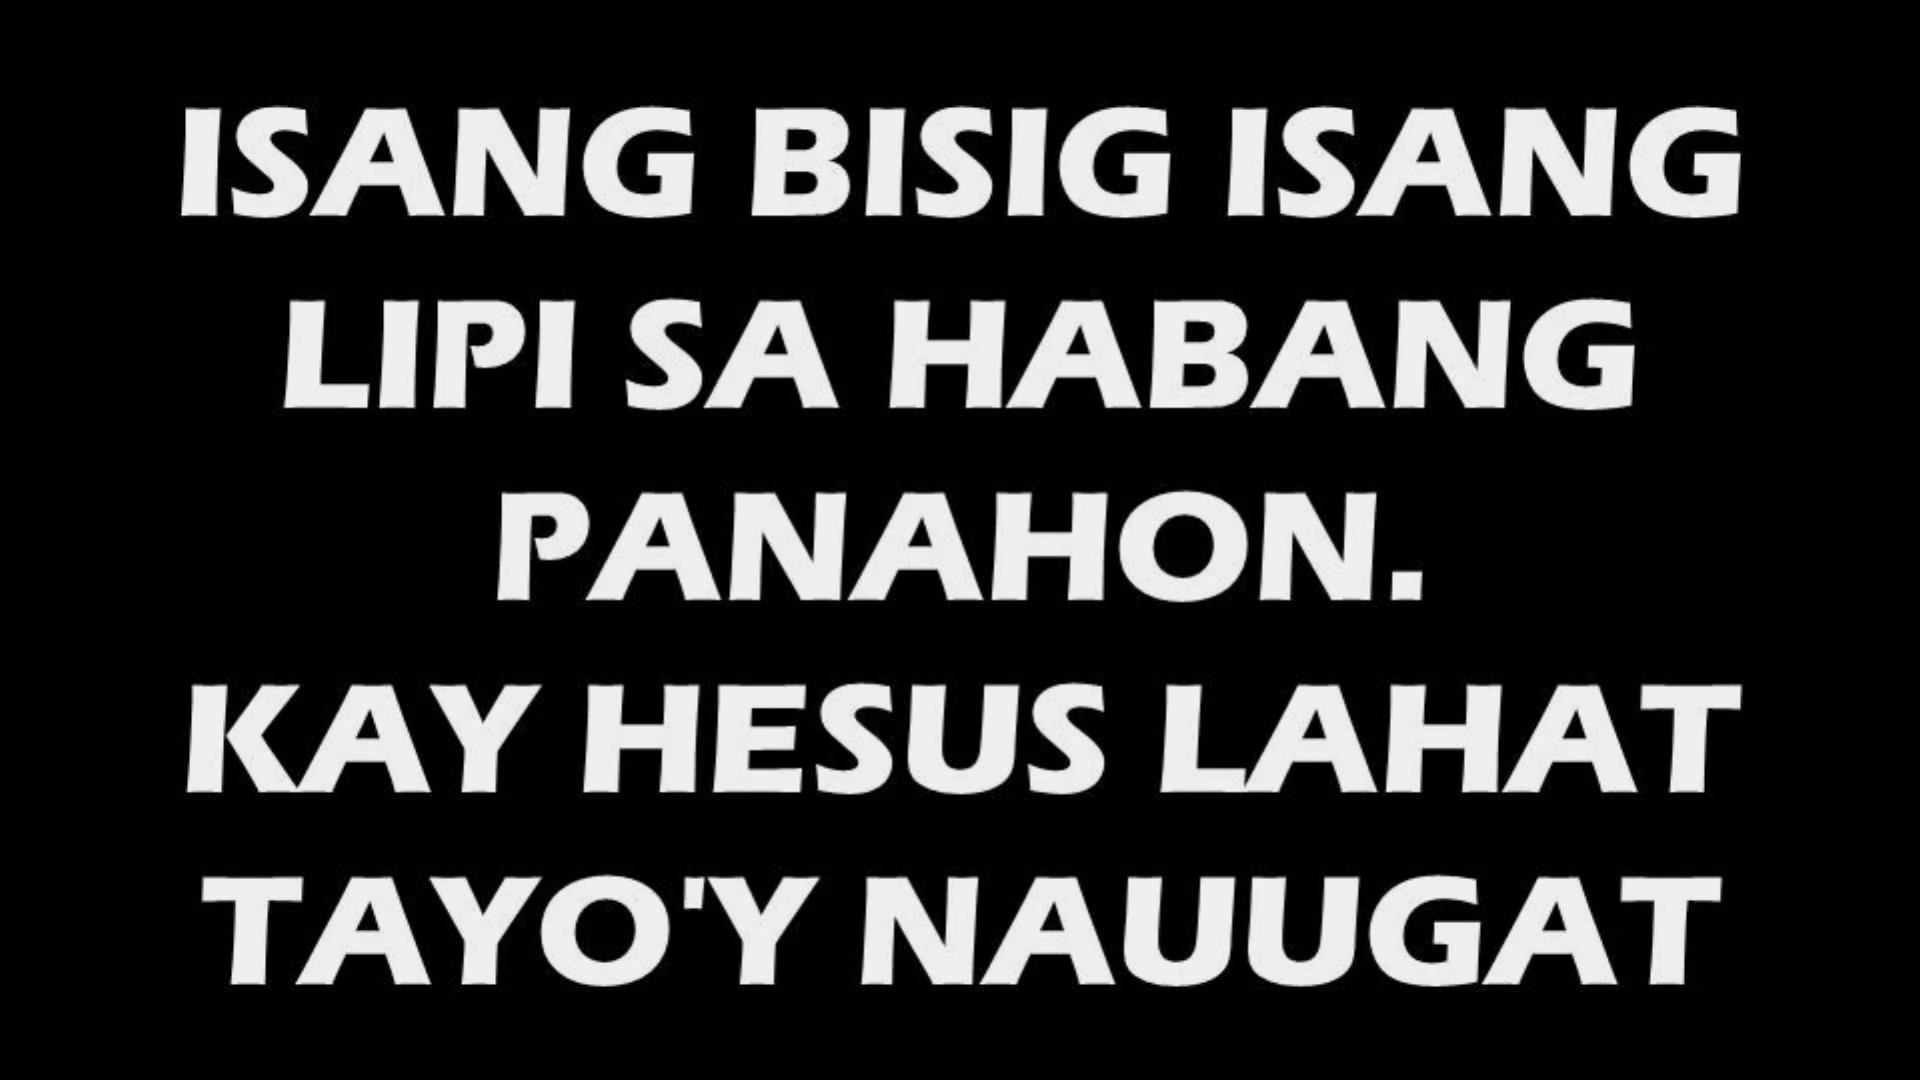 ISANG BISIG ISANG
LIPI SA HABANG
PANAHON.
KAY HESUS LAHAT
TAYO'Y NAUUGAT